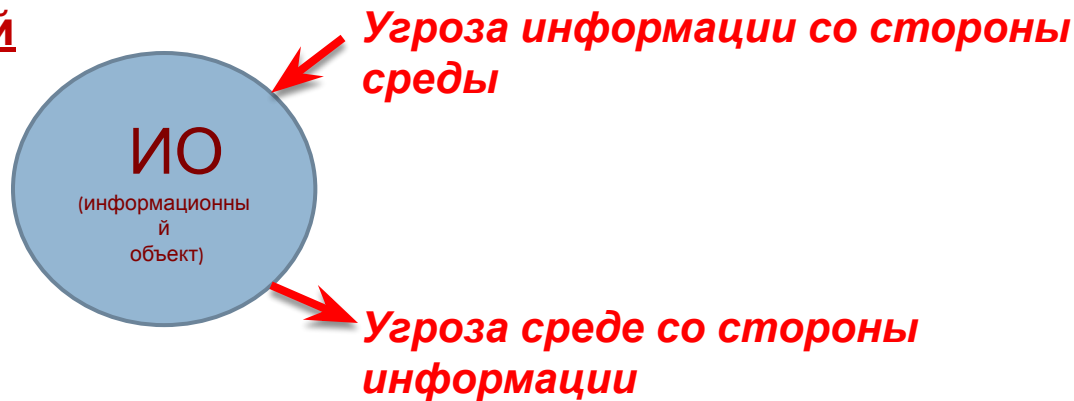 й
Угроза информации со стороны
среды
ИО
(информационны
й
объект)
Угроза среде со стороны
информации